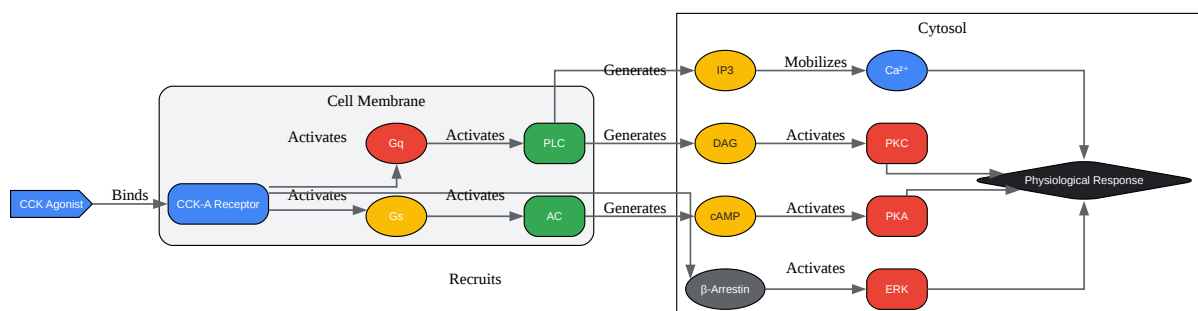 Cytosol
Generates
IP3
Mobilizes
Ca²⁺
Cell Membrane
Activates
Gq
Activates
PLC
Generates
DAG
Activates
PKC
CCK Agonist
Binds
CCK-A Receptor
Activates
Gs
Activates
AC
Generates
cAMP
Activates
PKA
Physiological Response
Recruits
β-Arrestin
Activates
ERK